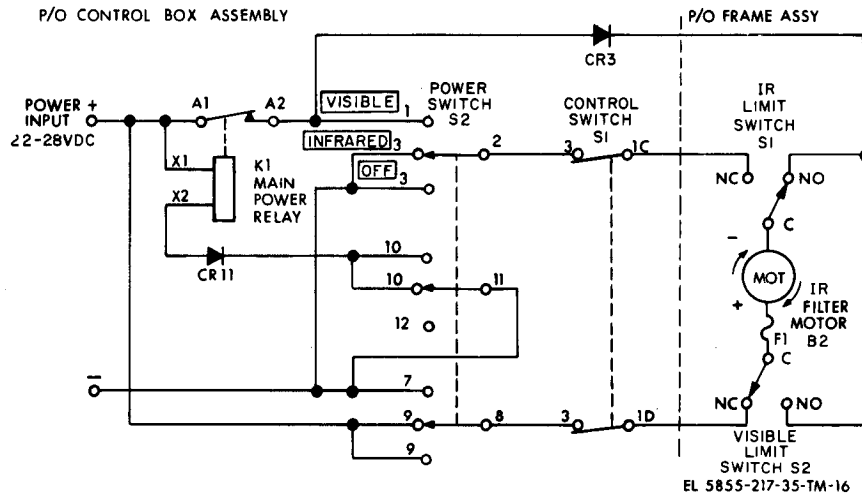 P/O CONTROL BOX ASSEMBLY
P/O FRAME ASSY
CR3
POWER +
INPUT
22-28VDC
A1
A2
VISIBLE
1
POWER
SWITCH
S2
CONTROL
SWITCH
S1
IR
LIMIT
SWITCH
S1
INFRARED
3
2
3
1C
X1
OFF
3
NC
NO
K1
MAIN
POWER
RELAY
X2
C
-
MOT
+
10
CR11
10
11
IR
FILTER
MOTOR
B2
12
F1
C
-
7
NC
NO
9
8
3
1D
9
VISIBLE
LIMIT
SWITCH S2
EL 5855-217-35-TM-16